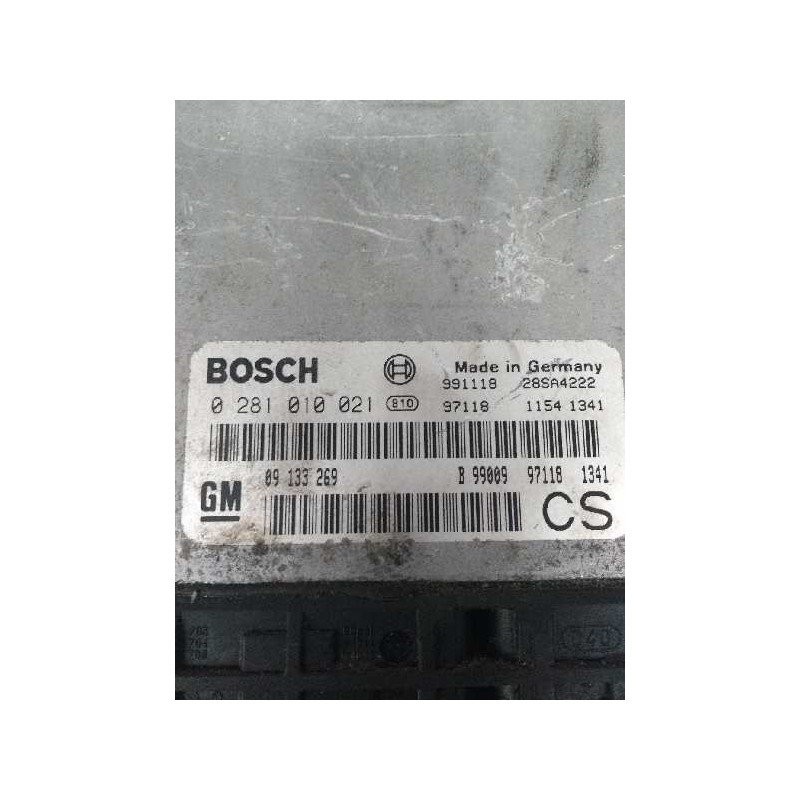 BOSCH Made in Germany
991118 28SA4222
0 281 010 021 810 97118 1154 1341
09 133 269 B 99009 97118 1341
GM CS